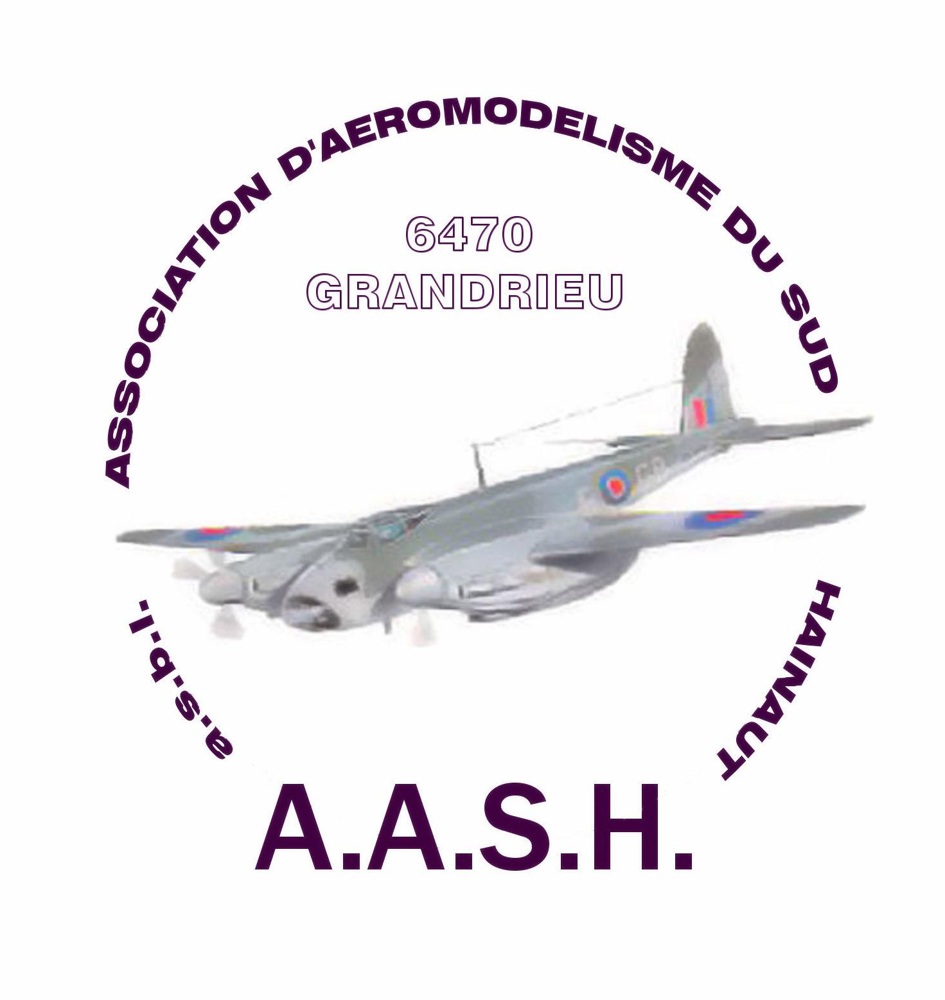 ASSOCIATION D'AEROMODELISME DU SUD HAINAUT
6470
GRANDRIEU
a.s.b.l.
A.A.S.H.